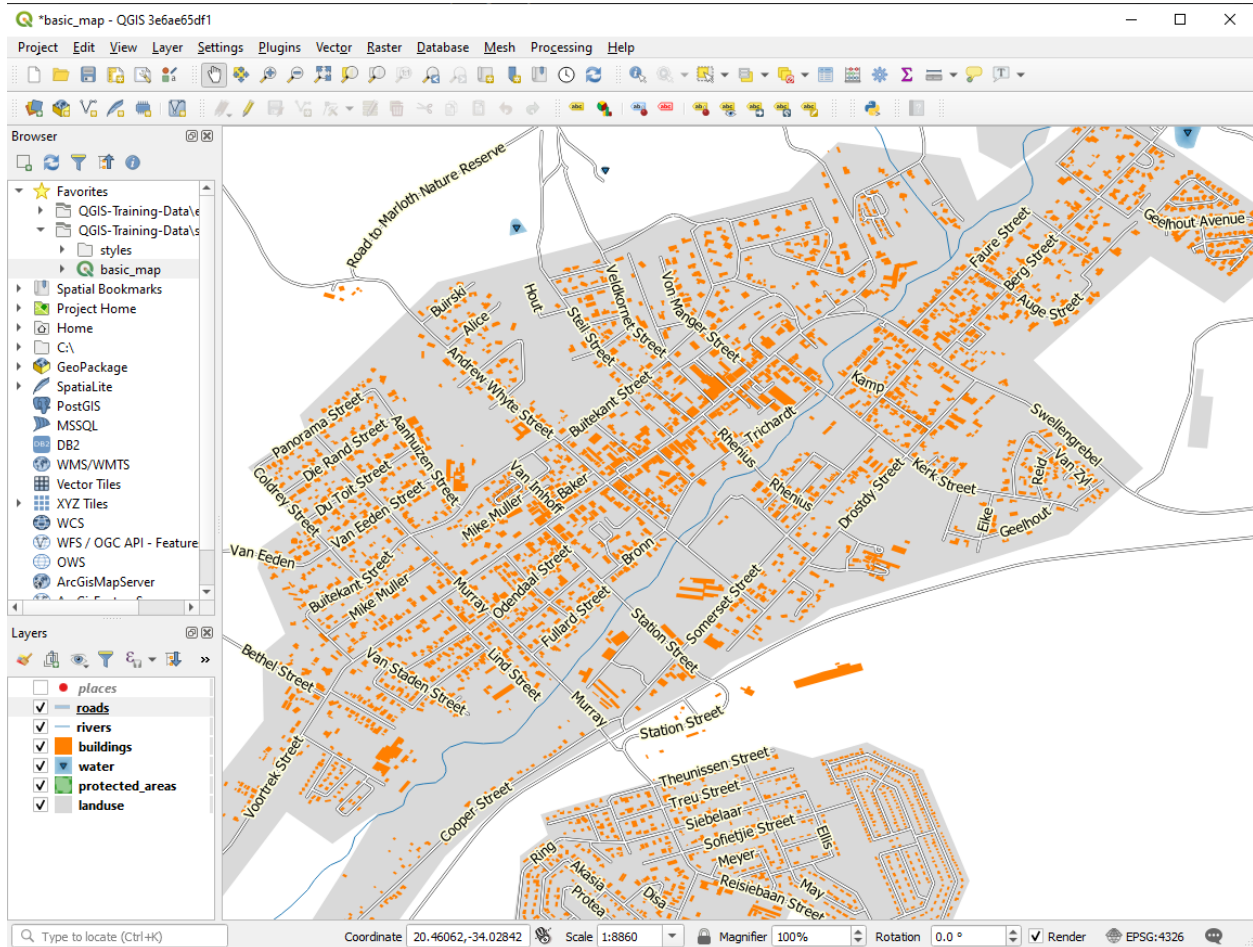 *basic_map - QGIS 3e6ae65df1
Project Edit View Layer Settings Plugins Vector Raster Database Mesh Processing Help
Browser
Favorites
QGIS-Training-Data\e
QGIS-Training-Data\s
styles
basic_map
Spatial Bookmarks
Project Home
Home
C:\
GeoPackage
SpatiaLite
PostGIS
MSSQL
DB2
WMS/WMTS
Vector Tiles
XYZ Tiles
WCS
WFS / OGC API - Feature
OWS
ArcGisMapServer
Layers
places
roads
rivers
buildings
water
protected_areas
landuse
Road to Marloth Nature Reserve
Geelhout Avenue
Faure Street
Berg Street
Auge Street
Buirski
Alice
Hout
Steil Street
Veldkornet Street
Von Manger Street
Andrew Whyte Street
Buitekant Street
Kamp
Swellengrebel
Panorama Street
Die Rand Street
Aanhuizen Street
Coldrey Street
Du Toit Street
Van Eeden Street
Van Imhoff
Baker
Mike Muller
Rhenius
Trichardt
Rhenius
Drostdy Street
Kerk Street
Reid
Van Zyl
Eike
Geelhout
Van Eeden
Buitekant Street
Mike Muller
Murray
Odendaal Street
Bronn
Fullard Street
Station Street
Somerset Street
Bethel Street
Van Staden Street
Lind Street
Murray
Station Street
Voortrek Street
Cooper Street
Theunissen Street
Treu Street
Siebelaar
Sofietjie Street
Ellis
Meyer
Ring
Akasia
Protea
Disa
Reisiebaan Street
May
Type to locate (Ctrl+K)
Coordinate 20.46062,-34.02842 Scale 1:8860 Magnifier 100% Rotation 0.0 ° Render EPSG:4326